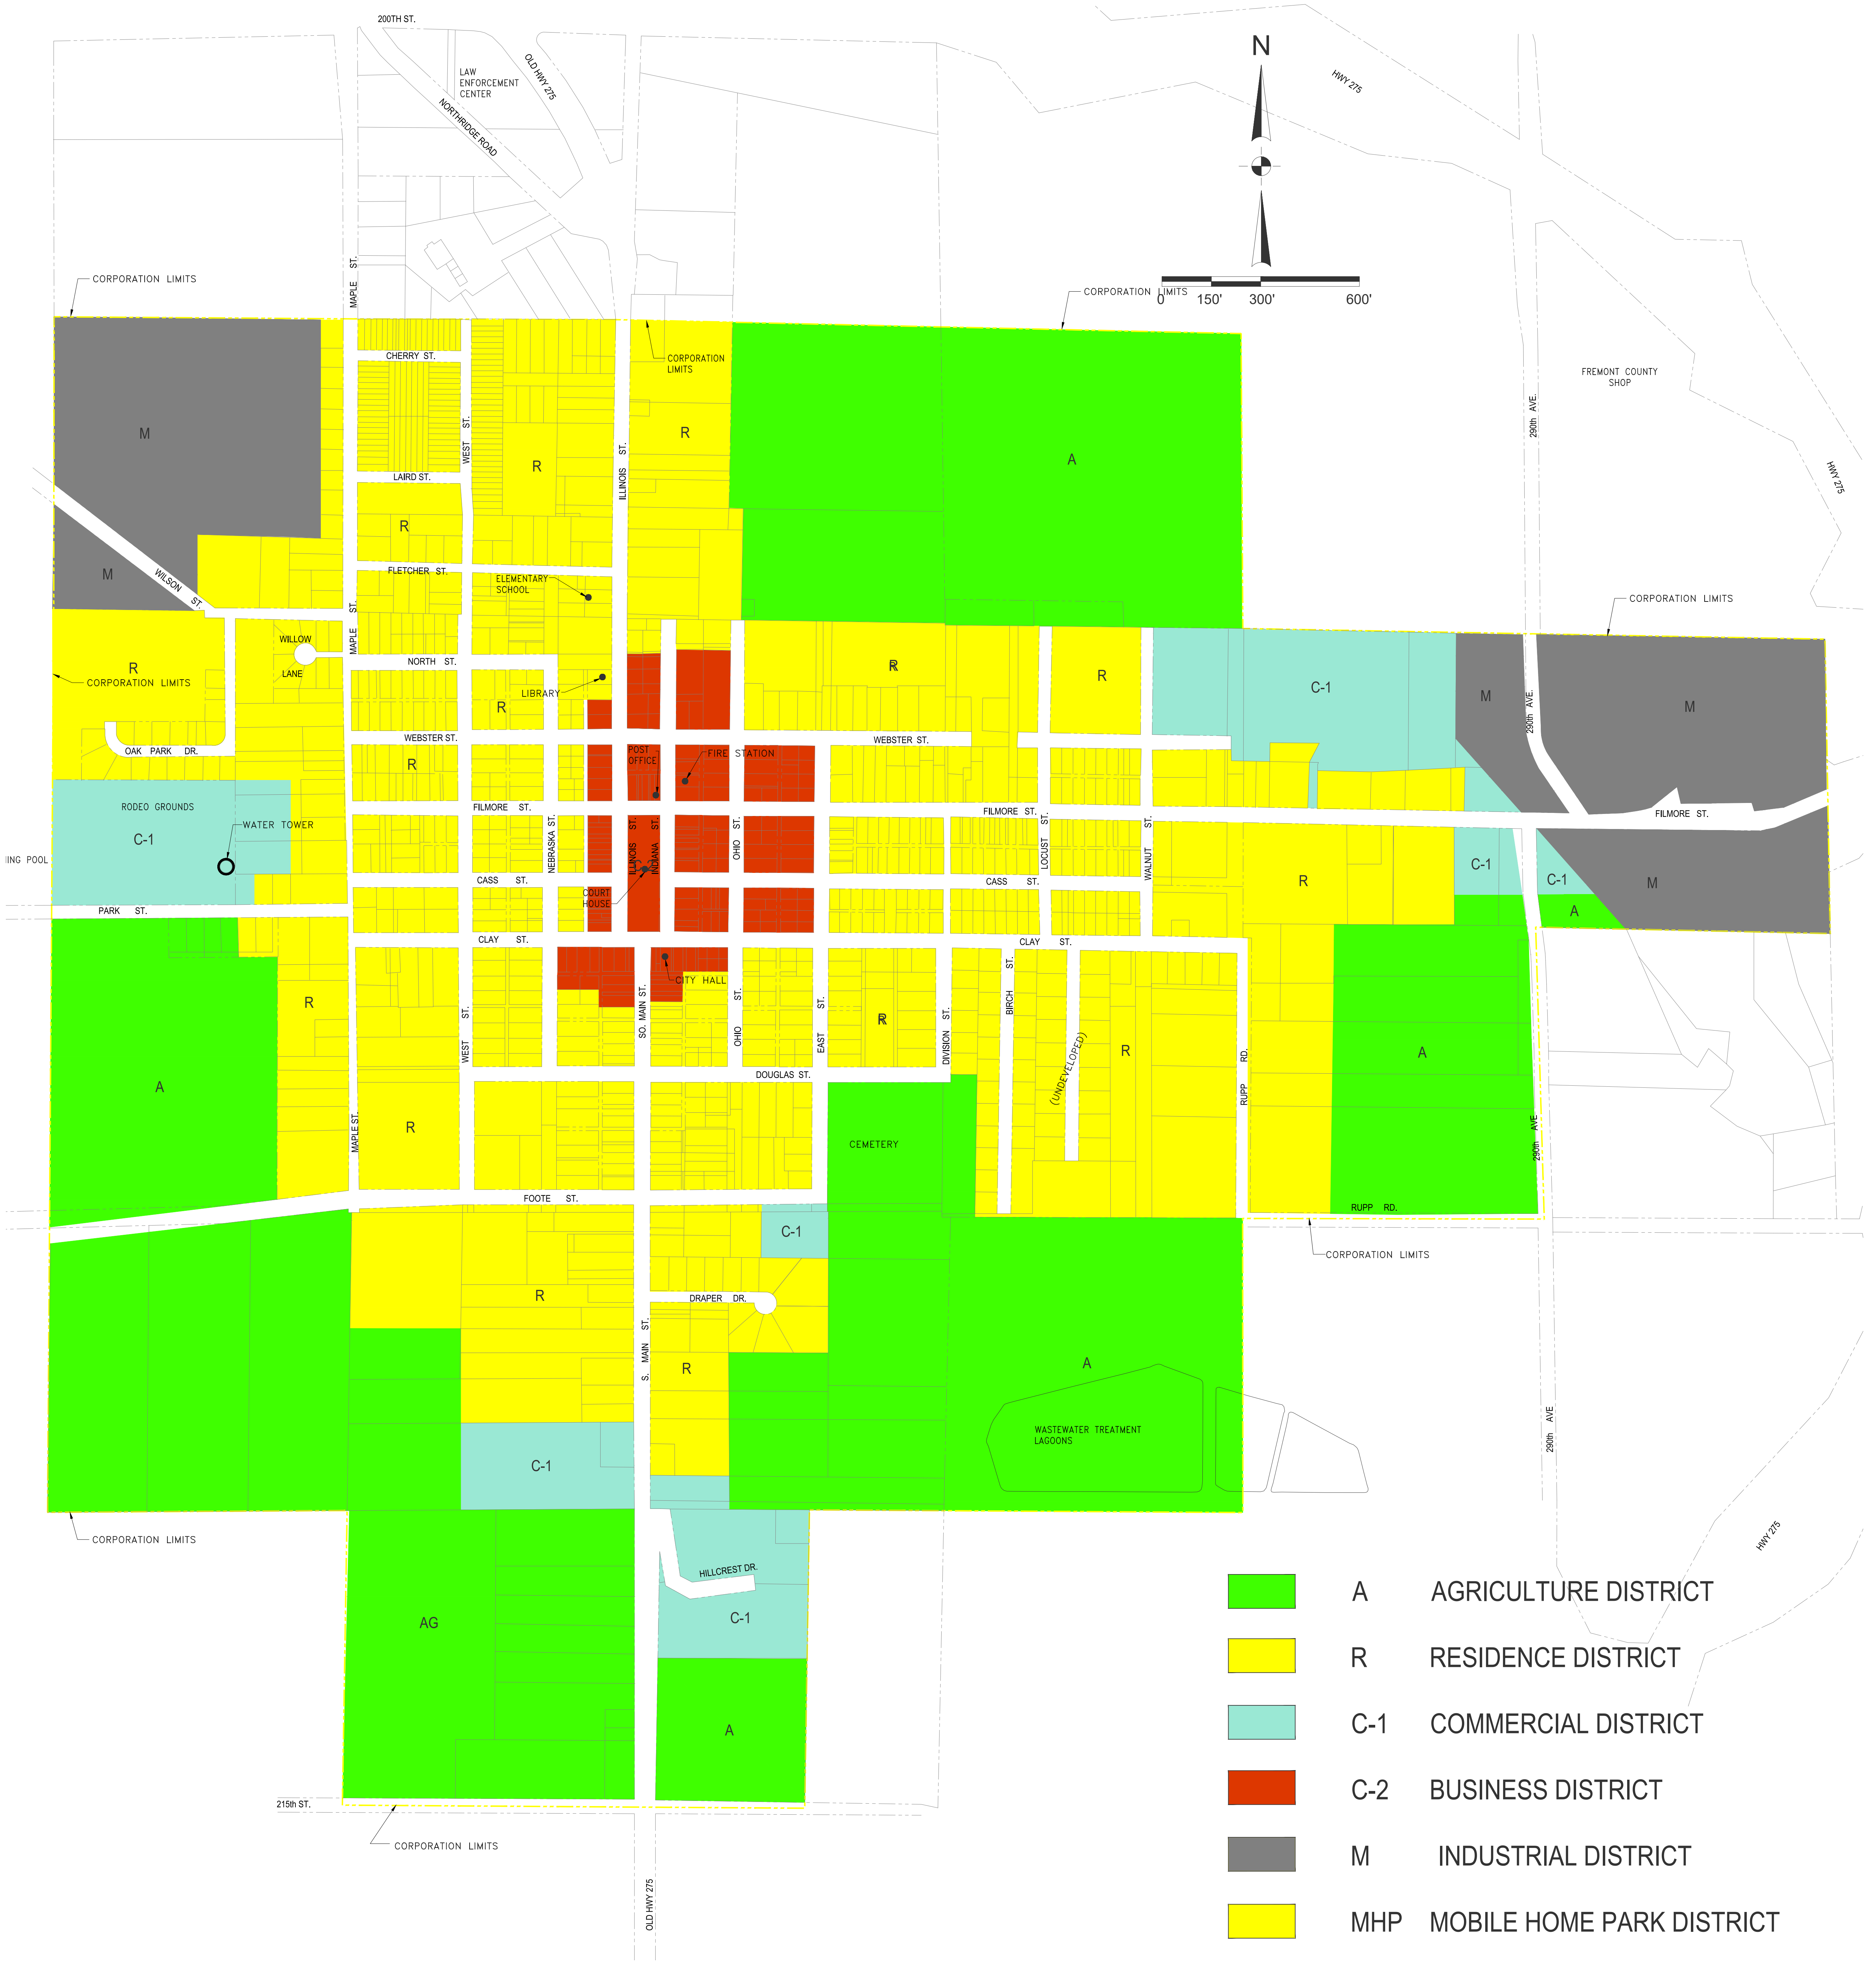 200TH ST.
N
LAW
ENFORCEMENT
CENTER
OLD HWY 275
HWY 275
NORTHRIDGE ROAD
MAPLE ST.
CORPORATION LIMITS
CORPORATION LIMITS
0 150' 300' 600'
CHERRY ST.
CORPORATION
LIMITS
FREMONT COUNTY
SHOP
290th AVE.
M
WEST ST.
R
R
ILLINOIS ST.
A
HWY 275
LAIRD ST.
R
FLETCHER ST.
M
WILSON ST.
ELEMENTARY
SCHOOL
CORPORATION LIMITS
MAPLE ST.
WILLOW
LANE
NORTH ST.
R
CORPORATION LIMITS
LIBRARY
R
R
R
C-1
M
M
290th AVE.
OAK PARK DR.
WEBSTER ST.
WEBSTER ST.
R
POST
OFFICE
FIRE STATION
RODEO GROUNDS
FILMORE ST.
FILMORE ST.
FILMORE ST.
C-1
WATER TOWER
NEBRASKA ST.
ILLINOIS ST.
INDIANA ST.
OHIO ST.
LOCUST ST.
WALNUT ST.
ING POOL
CASS ST.
CASS ST.
COURT
HOUSE
R
C-1
C-1
M
A
PARK ST.
CLAY ST.
CLAY ST.
CITY HALL
R
WEST ST.
SO. MAIN ST.
OHIO ST.
EAST ST.
R
DIVISION ST.
BIRCH ST.
(UNDEVELOPED)
R
RUPP RD.
A
A
DOUGLAS ST.
MAPLE ST.
R
CEMETERY
290th AVE
FOOTE ST.
RUPP RD.
C-1
CORPORATION LIMITS
R
DRAPER DR.
S. MAIN ST.
R
A
WASTEWATER TREATMENT
LAGOONS
290th AVE
C-1
CORPORATION LIMITS
HWY 275
HILLCREST DR.
C-1
AG
A
215th ST.
CORPORATION LIMITS
OLD HWY 275
A AGRICULTURE DISTRICT
R RESIDENCE DISTRICT
C-1 COMMERCIAL DISTRICT
C-2 BUSINESS DISTRICT
M INDUSTRIAL DISTRICT
MHP MOBILE HOME PARK DISTRICT